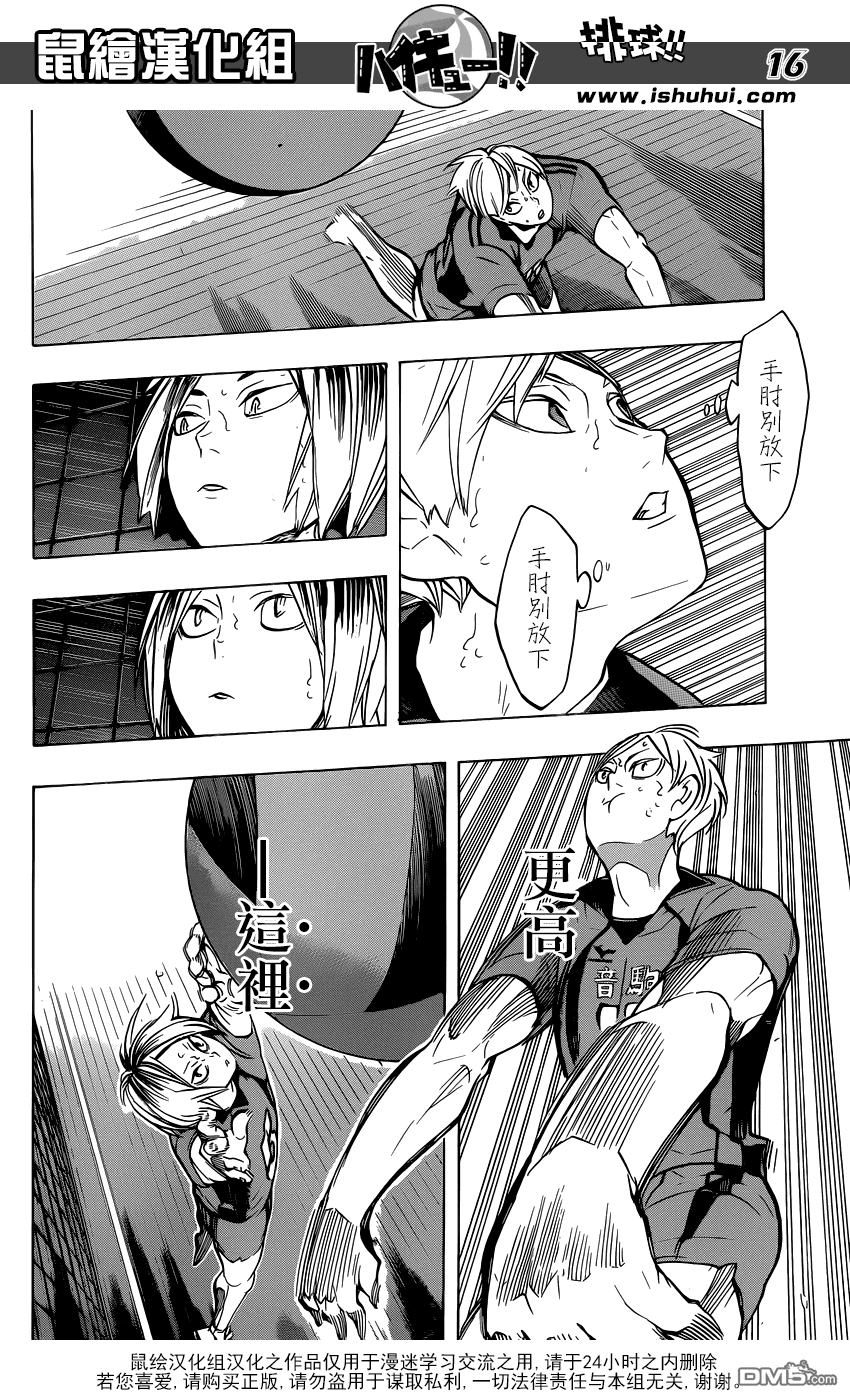 鼠繪漢化組
ハイキュー!!
排球!!
16
www.ishuhui.com
手肘別放下
手肘別放下
更高
音駒
—這裡
鼠绘汉化组汉化之作品仅用于漫迷学习交流之用, 请于24小时之内删除
若您喜爱, 请购买正版, 请勿盗用于谋取私利, 一切法律责任与本组无关, 谢谢。
DM5.com